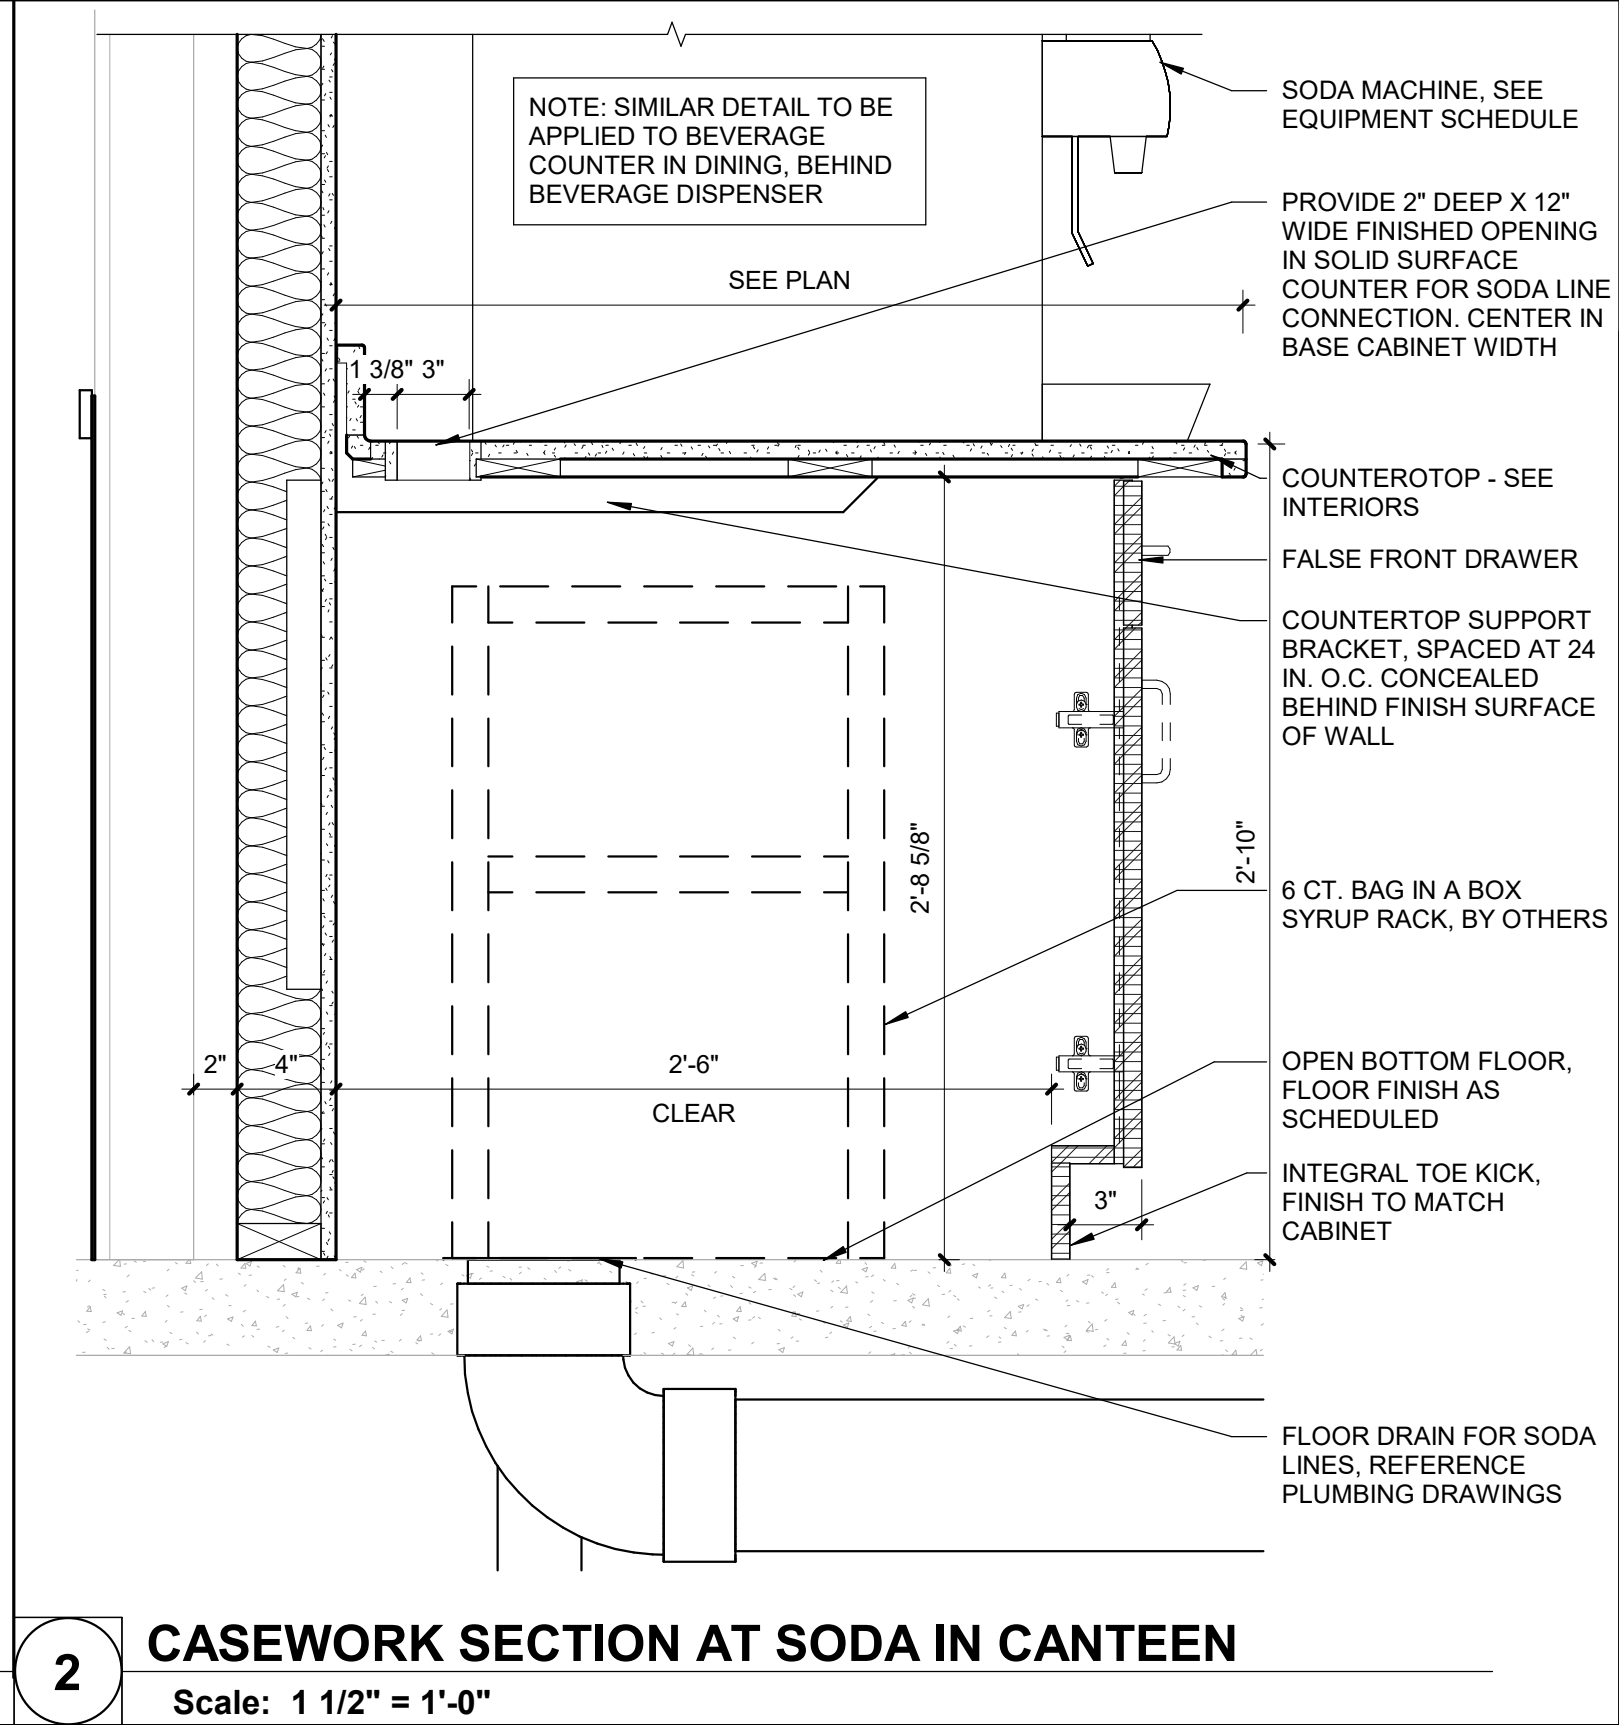 SODA MACHINE, SEE
EQUIPMENT SCHEDULE
NOTE: SIMILAR DETAIL TO BE
APPLIED TO BEVERAGE
COUNTER IN DINING, BEHIND
BEVERAGE DISPENSER
PROVIDE 2" DEEP X 12"
WIDE FINISHED OPENING
IN SOLID SURFACE
COUNTER FOR SODA LINE
CONNECTION. CENTER IN
BASE CABINET WIDTH
SEE PLAN
1 3/8" 3"
COUNTEROTOP - SEE
INTERIORS
FALSE FRONT DRAWER
COUNTERTOP SUPPORT
BRACKET, SPACED AT 24
IN. O.C. CONCEALED
BEHIND FINISH SURFACE
OF WALL
2'-8 5/8"
2'-10"
6 CT. BAG IN A BOX
SYRUP RACK, BY OTHERS
2" 4" 2'-6"
CLEAR
OPEN BOTTOM FLOOR,
FLOOR FINISH AS
SCHEDULED
INTEGRAL TOE KICK,
FINISH TO MATCH
CABINET
3"
FLOOR DRAIN FOR SODA
LINES, REFERENCE
PLUMBING DRAWINGS
2
CASEWORK SECTION AT SODA IN CANTEEN
Scale: 1 1/2" = 1'-0"